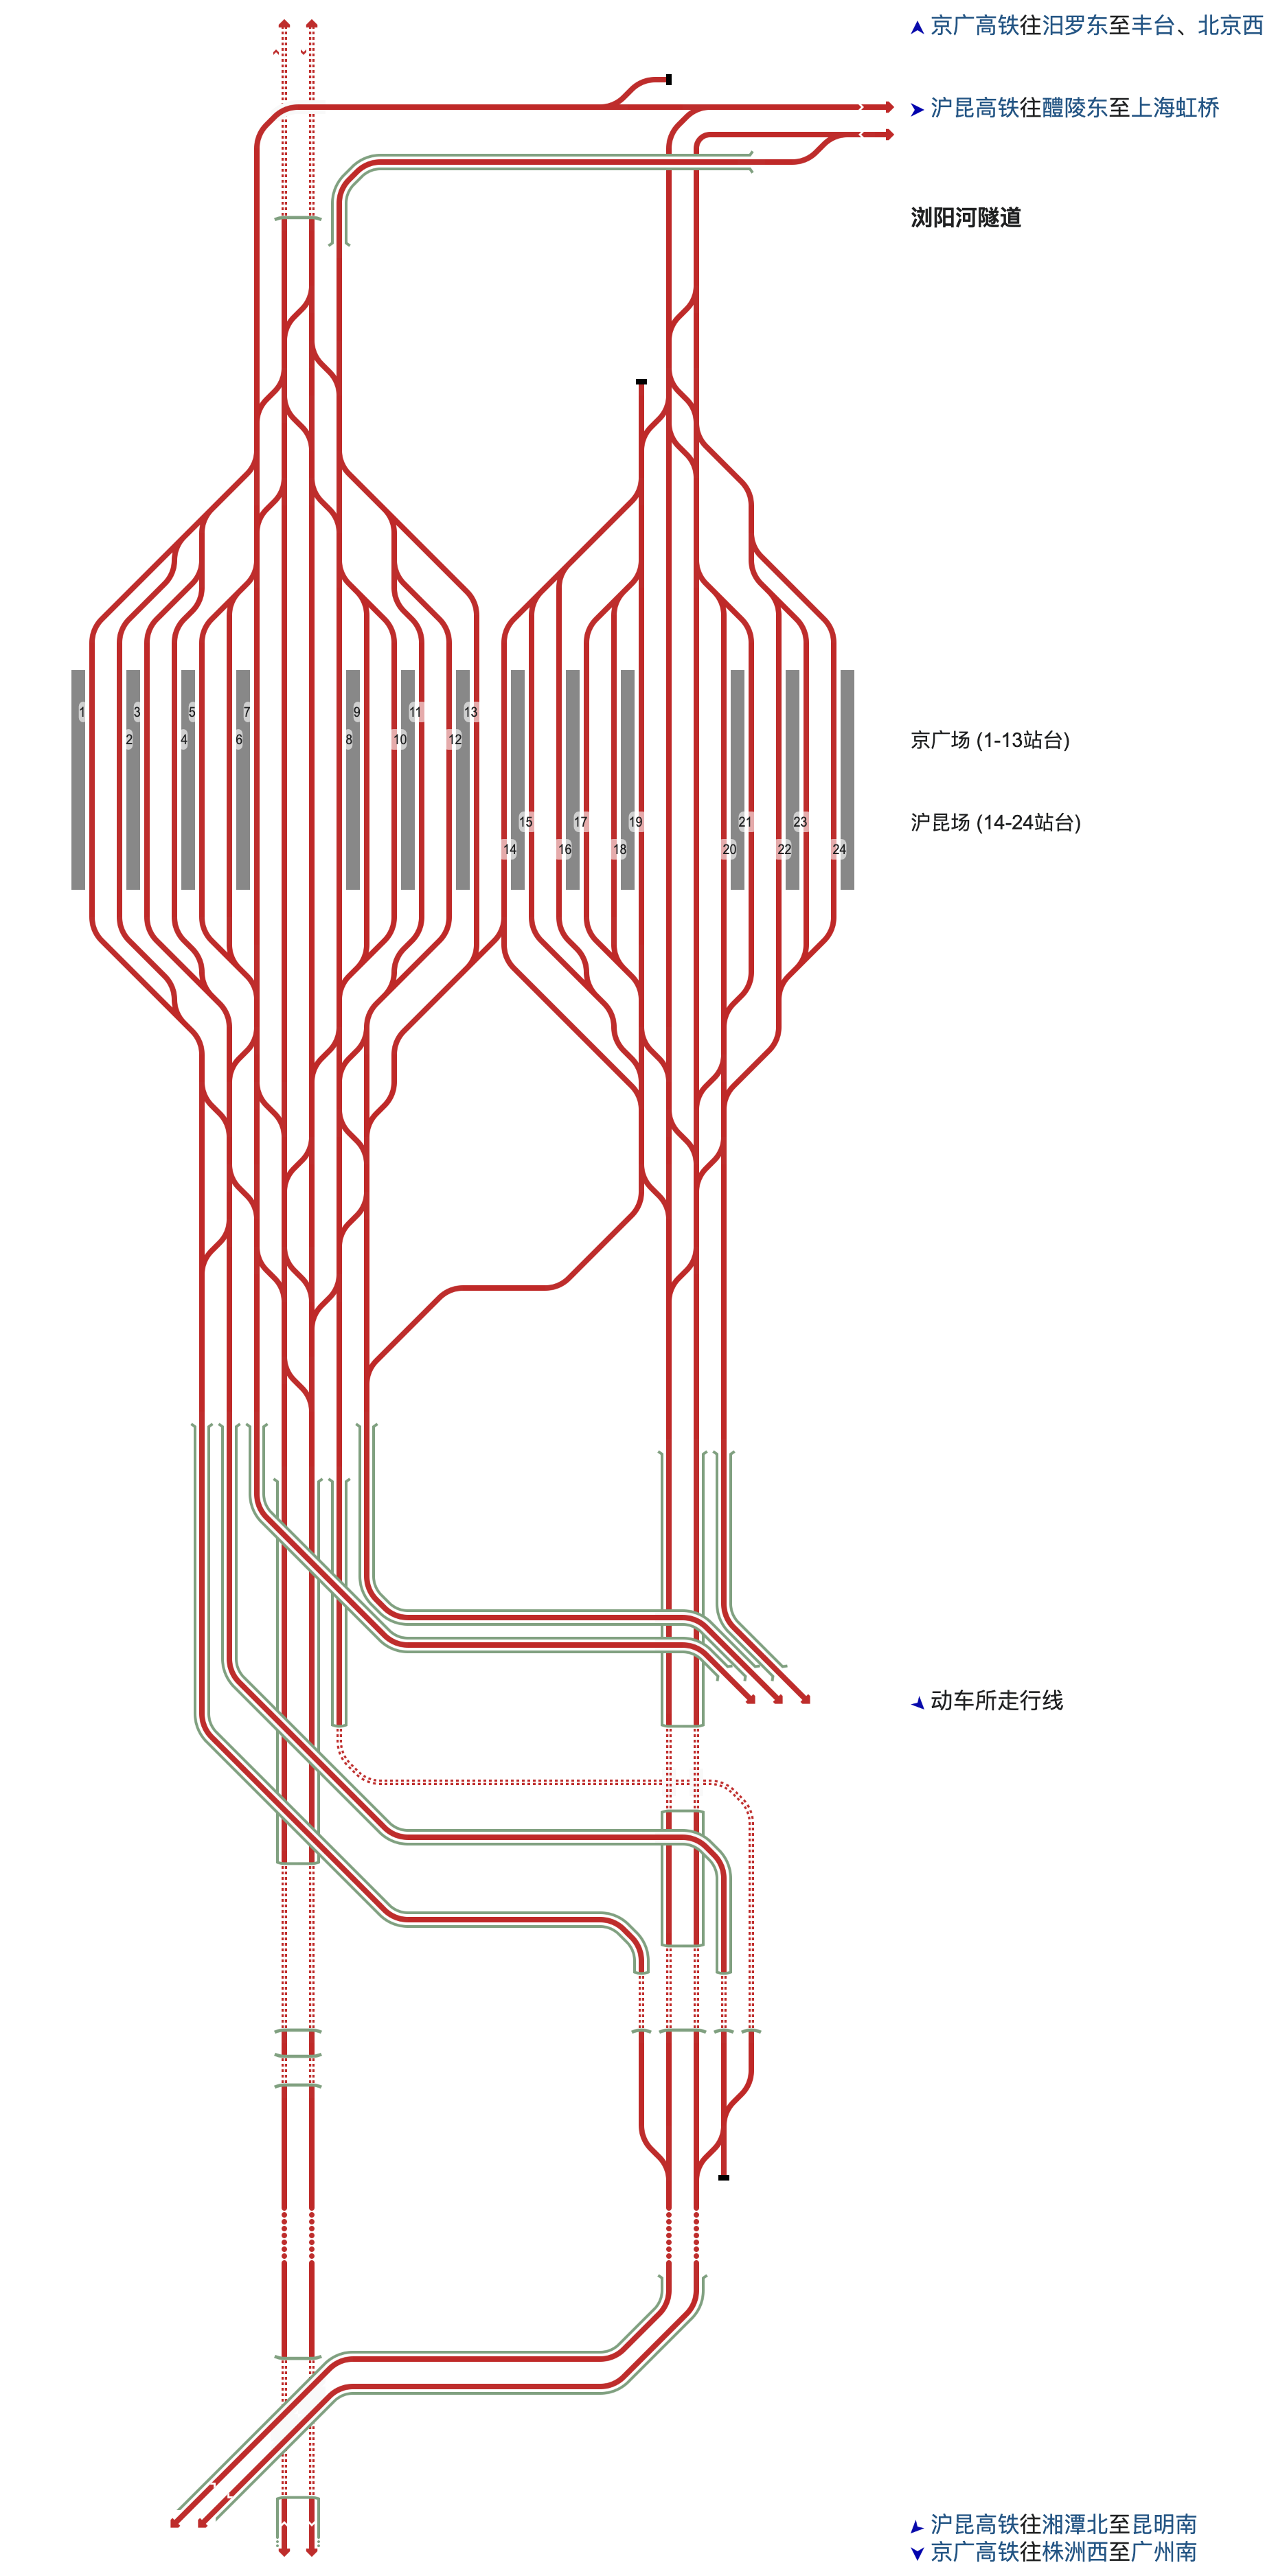 京广高铁往汨罗东至丰台、北京西
沪昆高铁往醴陵东至上海虹桥
浏阳河隧道
1 3 5 7 9 11 13
2 4 6 8 10 12
京广场 (1-13站台)
15 17 19 21 23
沪昆场 (14-24站台)
14 16 18 20 22 24
动车所走行线
沪昆高铁往湘潭北至昆明南
京广高铁往株洲西至广州南